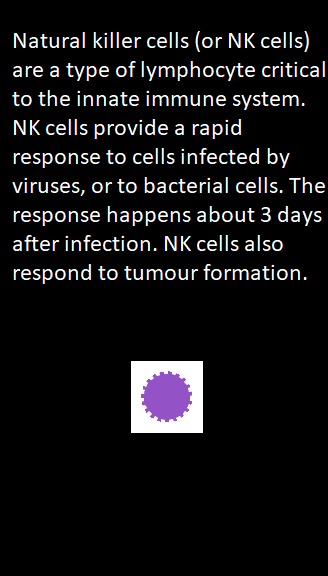 Natural killer cells (or NK cells)
are a type of lymphocyte critical
to the innate immune system.
NK cells provide a rapid
response to cells infected by
viruses, or to bacterial cells. The
response happens about 3 days
after infection. NK cells also
respond to tumour formation.